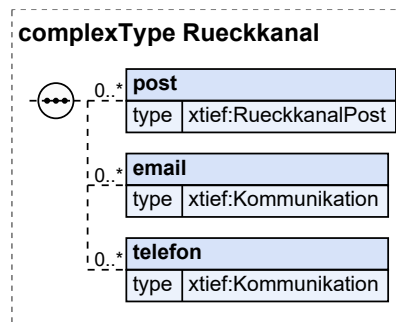 complexType Rueckkanal
0..* post
type xtief:RueckkanalPost
0..* email
type xtief:Kommunikation
0..* telefon
type xtief:Kommunikation